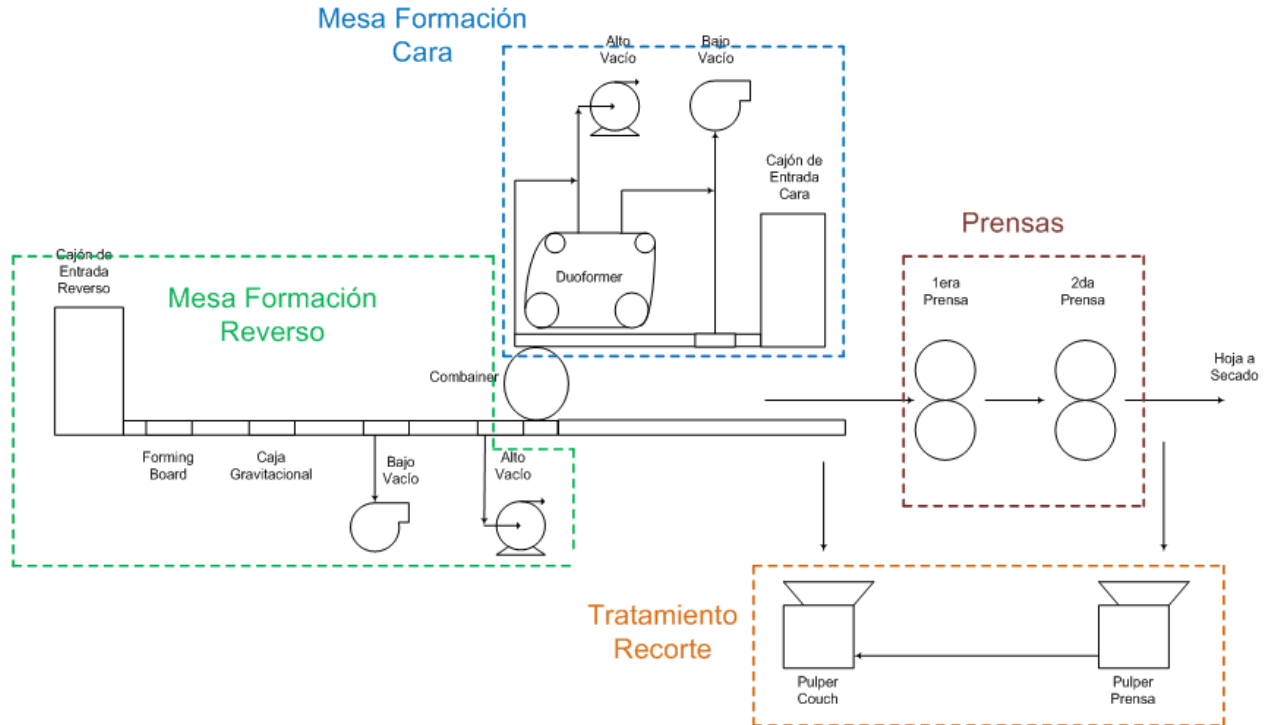 Mesa Formación
Cara
Alto
Vacío
Bajo
Vacío
Cajón de
Entrada
Cara
Duoformer
Prensas
1era
Prensa
2da
Prensa
Hoja a
Secado
Cajón de
Entrada
Reverso
Mesa Formación
Reverso
Combainer
Forming
Board
Caja
Gravitacional
Bajo
Vacío
Alto
Vacío
Tratamiento
Recorte
Pulper
Couch
Pulper
Prensa